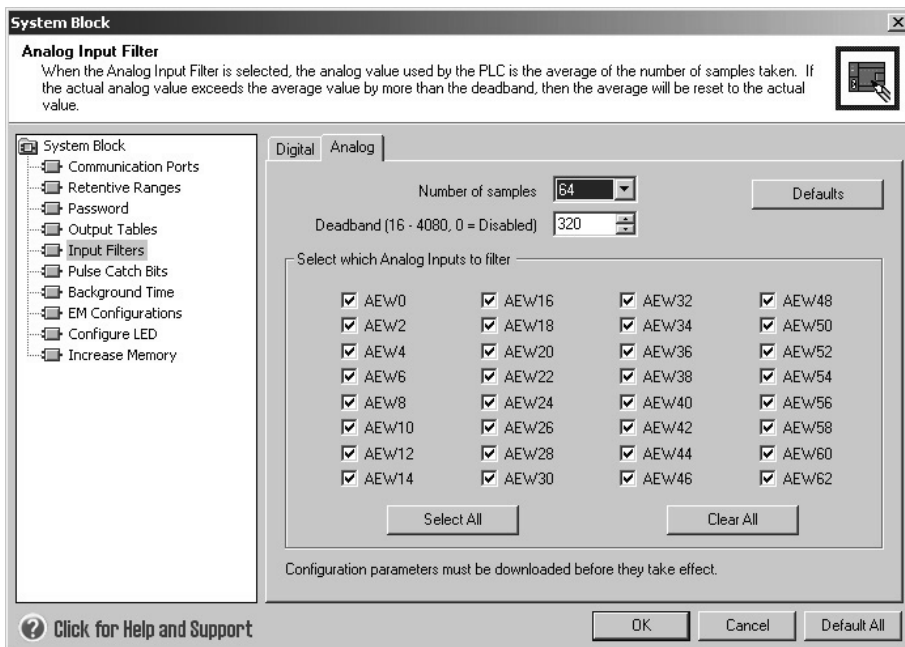 System Block
Analog Input Filter
When the Analog Input Filter is selected, the analog value used by the PLC is the average of the number of samples taken. If
the actual analog value exceeds the average value by more than the deadband, then the average will be reset to the actual
value.
System Block
Communication Ports
Retentive Ranges
Password
Output Tables
Input Filters
Pulse Catch Bits
Background Time
EM Configurations
Configure LED
Increase Memory
Digital Analog
Number of samples 64
Defaults
Deadband (16 - 4080, 0 = Disabled) 320
Select which Analog Inputs to filter
AEW0 AEW16 AEW32 AEW48
AEW2 AEW18 AEW34 AEW50
AEW4 AEW20 AEW36 AEW52
AEW6 AEW22 AEW38 AEW54
AEW8 AEW24 AEW40 AEW56
AEW10 AEW26 AEW42 AEW58
AEW12 AEW28 AEW44 AEW60
AEW14 AEW30 AEW46 AEW62
Select All Clear All
Configuration parameters must be downloaded before they take effect.
Click for Help and Support
OK Cancel Default All